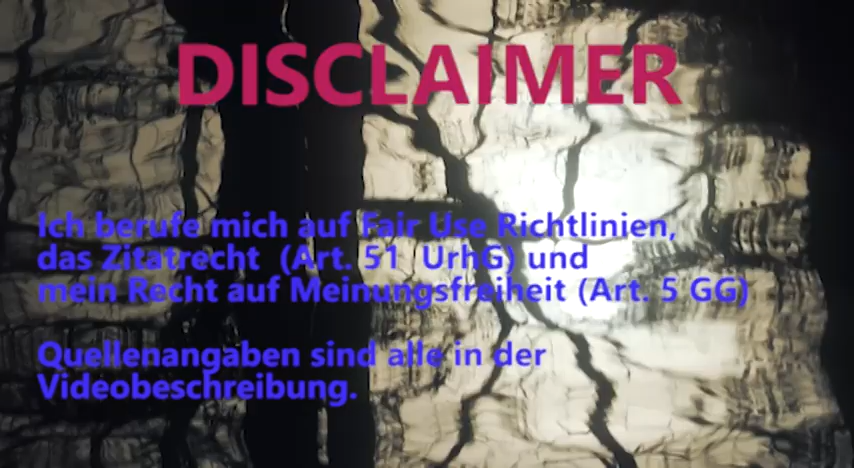 DISCLAIMER
Ich berufe mich auf Fair Use Richtlinien,
das Zitatrecht (Art. 51 UrhG) und
mein Recht auf Meinungsfreiheit (Art. 5 GG)
Quellenangaben sind alle in der
Videobeschreibung.